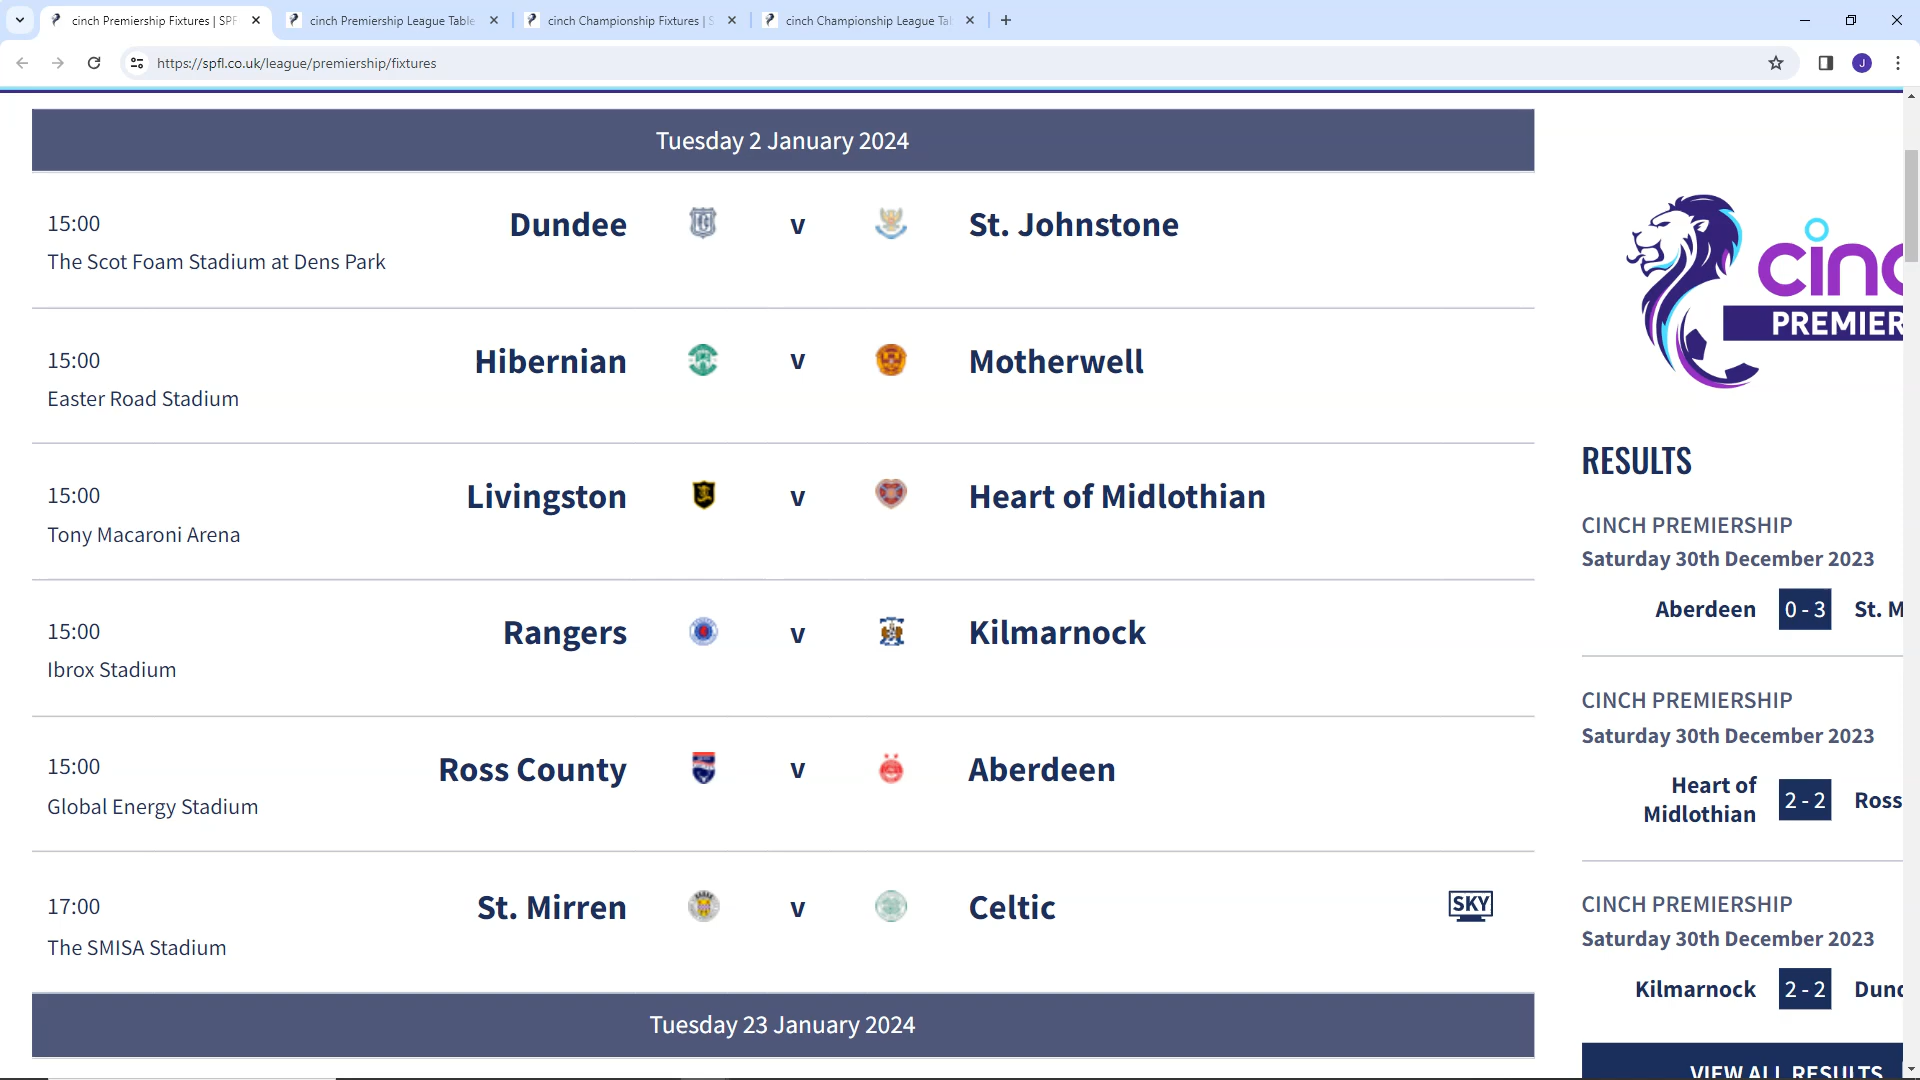 cinch Premiership Fixtures | SPF
cinch Premiership League Table
cinch Championship Fixtures | S
cinch Championship League Ta
https://spfl.co.uk/league/premiership/fixtures
J
Tuesday 2 January 2024
15:00
Dundee v St. Johnstone
The Scot Foam Stadium at Dens Park
15:00
Hibernian v Motherwell
Easter Road Stadium
15:00
Livingston v Heart of Midlothian
Tony Macaroni Arena
15:00
Rangers v Kilmarnock
Ibrox Stadium
15:00
Ross County v Aberdeen
Global Energy Stadium
17:00
St. Mirren v Celtic SKY
The SMISA Stadium
Tuesday 23 January 2024
cinc
PREMIER
RESULTS
CINCH PREMIERSHIP
Saturday 30th December 2023
Aberdeen 0 - 3 St. M
CINCH PREMIERSHIP
Saturday 30th December 2023
Heart of
Midlothian 2 - 2 Ross
CINCH PREMIERSHIP
Saturday 30th December 2023
Kilmarnock 2 - 2 Dund
VIEW ALL RESULTS